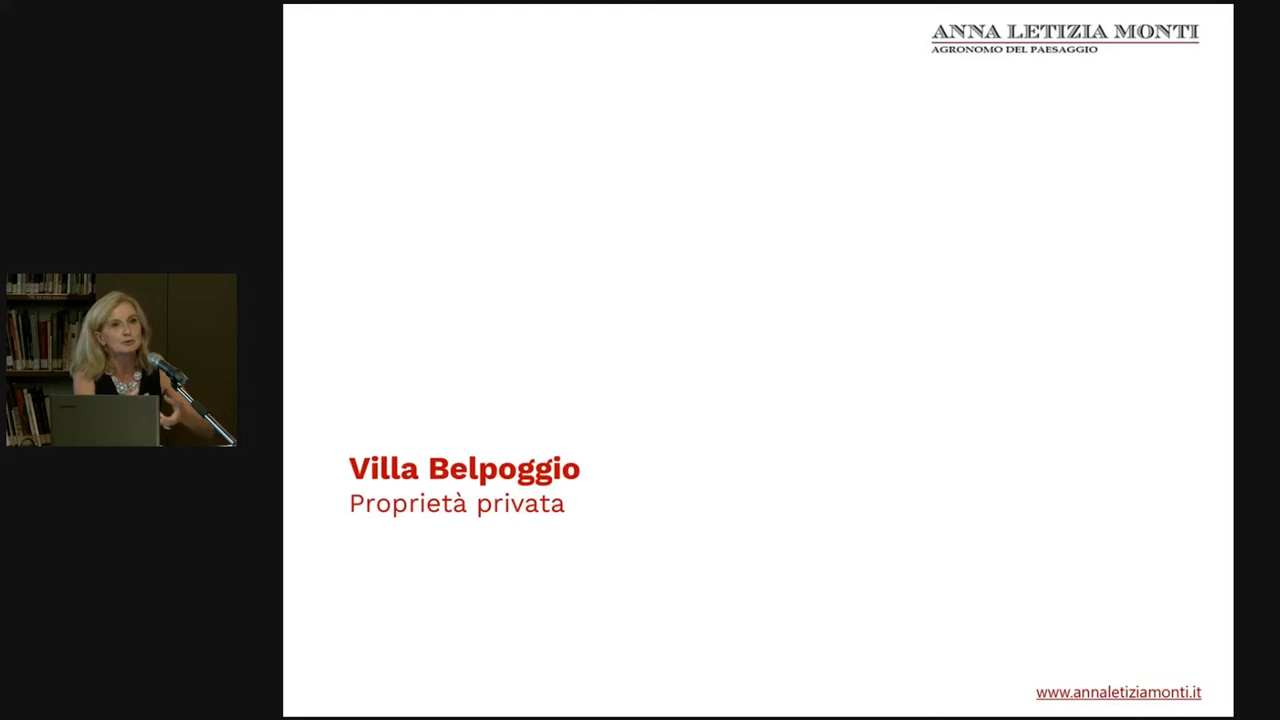 ANNA LETIZIA MONTI
AGRONOMO DEL PAESAGGIO
Villa Belpoggio
Proprietà privata
www.annaletiziamonti.it